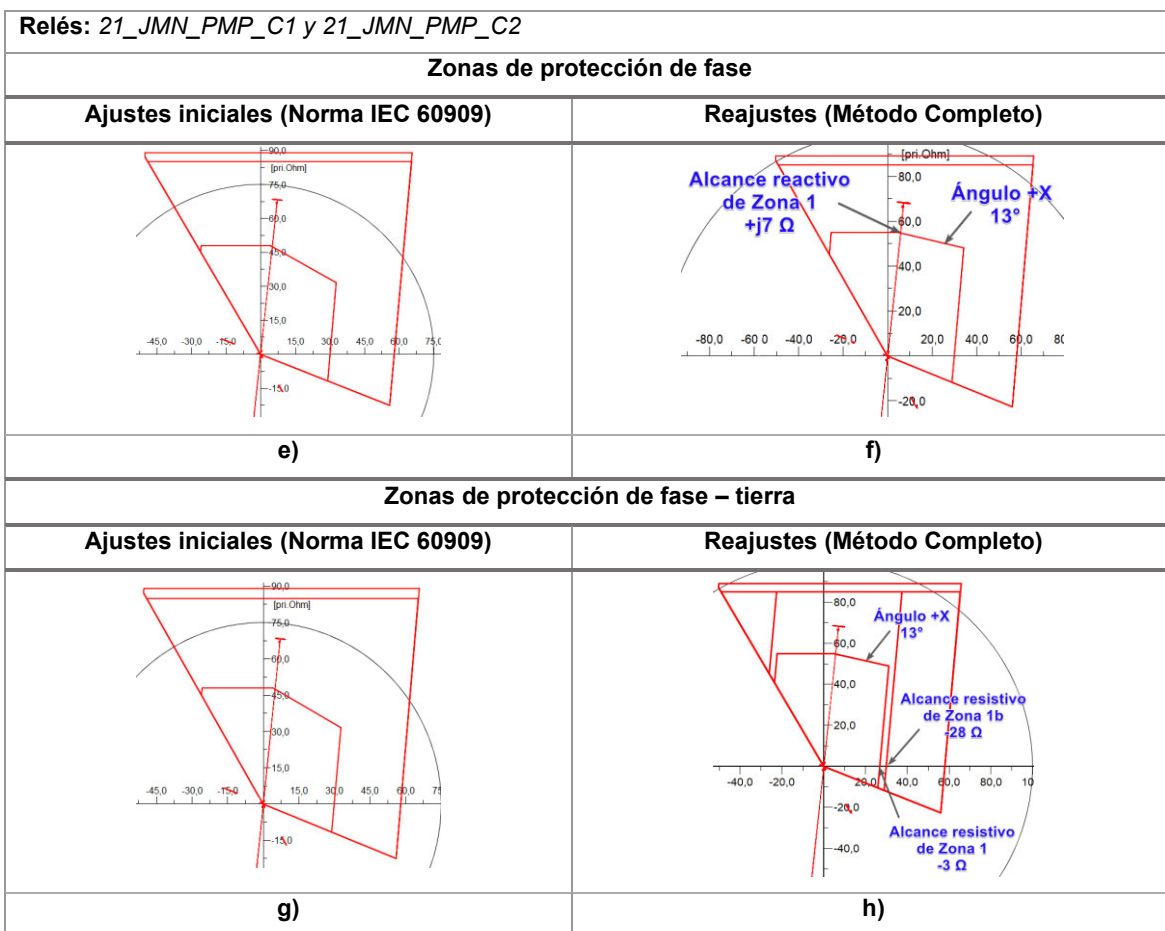 Relés: 21_JMN_PMP_C1 y 21_JMN_PMP_C2
Zonas de protección de fase
Ajustes iniciales (Norma IEC 60909)
Reajustes (Método Completo)
90,0
[pri.Ohm]
75,0
60,0
45,0
30,0
15,0
-45,0 -30,0 -15,0 15,0 30,0 45,0 60,0 75,0
-15,0
[pri.Ohm]
Alcance reactivo
de Zona 1
+j7 Ω
Ángulo +X
13°
80,0
60,0
40,0
20,0
-80,0 -60 0 -40,0 -20,0 20,0 40,0 60,0 80
-20,0
e)
f)
Zonas de protección de fase – tierra
Ajustes iniciales (Norma IEC 60909)
Reajustes (Método Completo)
90,0
[pri.Ohm]
75,0
60,0
45,0
30,0
15,0
-45,0 -30,0 -15,0 15,0 30,0 45,0 60,0 75
-15,0
80,0
Ángulo +X
13°
60,0
40,0
Alcance resistivo
de Zona 1b
-28 Ω
20,0
-40,0 -20,0 20,0 40,0 60,0 80,0 10
-20,0
Alcance resistivo
de Zona 1
-3 Ω
-40,0
g)
h)